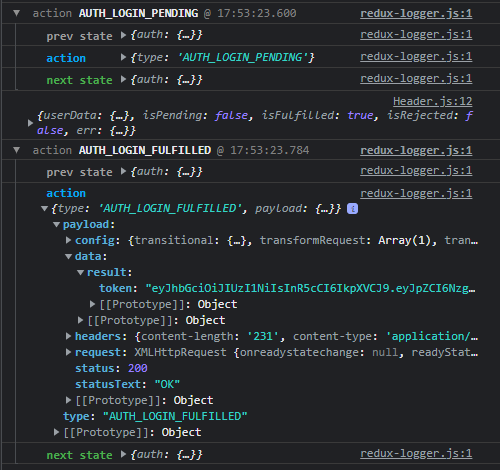 ▼ action AUTH_LOGIN_PENDING @ 17:53:23.600 redux-logger.js:1
prev state ▶ {auth: {…}} redux-logger.js:1
action ▶ {type: 'AUTH_LOGIN_PENDING'} redux-logger.js:1
next state ▶ {auth: {…}} redux-logger.js:1
Header.js:12
{userData: {…}, isPending: false, isFulfilled: true, isRejected: f
▶ alse, err: {…}}
▼ action AUTH_LOGIN_FULFILLED @ 17:53:23.784 redux-logger.js:1
prev state ▶ {auth: {…}} redux-logger.js:1
action redux-logger.js:1
▼ {type: 'AUTH_LOGIN_FULFILLED', payload: {…}} i
▼ payload:
▶ config: {transitional: {…}, transformRequest: Array(1), tran…
▼ data:
▼ result:
token: "eyJhbGciOiJIUzI1NiIsInR5cCI6IkpXVCJ9.eyJpZCI6Nzg…
▶ [[Prototype]]: Object
▶ [[Prototype]]: Object
▶ headers: {content-length: '231', content-type: 'application/…
▶ request: XMLHttpRequest {onreadystatechange: null, readyStat…
status: 200
statusText: "OK"
▶ [[Prototype]]: Object
type: "AUTH_LOGIN_FULFILLED"
▶ [[Prototype]]: Object
next state ▶ {auth: {…}} redux-logger.js:1